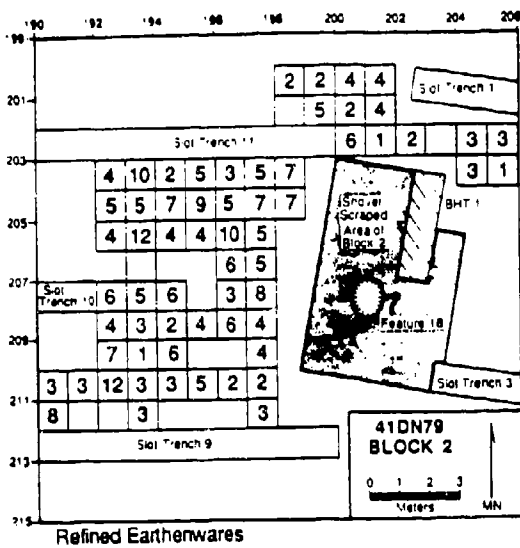 190 192 194 196 198 200 202 204 206
199
2 2 4 4
Slot Trench 1
201
5 2 4
Slot Trench 11
6 1 2 3 3
203
4 10 2 5 3 5 7
3 1
5 5 7 9 5 7 7
Shovel
Scraped
Area of
Block 2
BHT 1
205
5 12 4 4 10 5
6 5
207
Slot
Trench 10
6 5 6 3 8
4 3 2 4 6 4
Feature 18
209
7 1 6 4
Slot Trench 3
3 3 12 3 3 5 2 2
211
8 3 3
Slot Trench 9
41DN79
BLOCK 2
213
0 1 2 3
Meters
MN
215
Refined Earthenwares